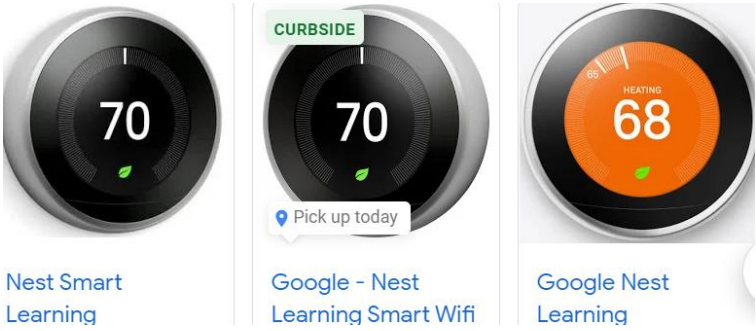 70
Nest Smart
Learning
CURBSIDE
70
Pick up today
Google - Nest
Learning Smart Wifi
65
HEATING
68
Google Nest
Learning